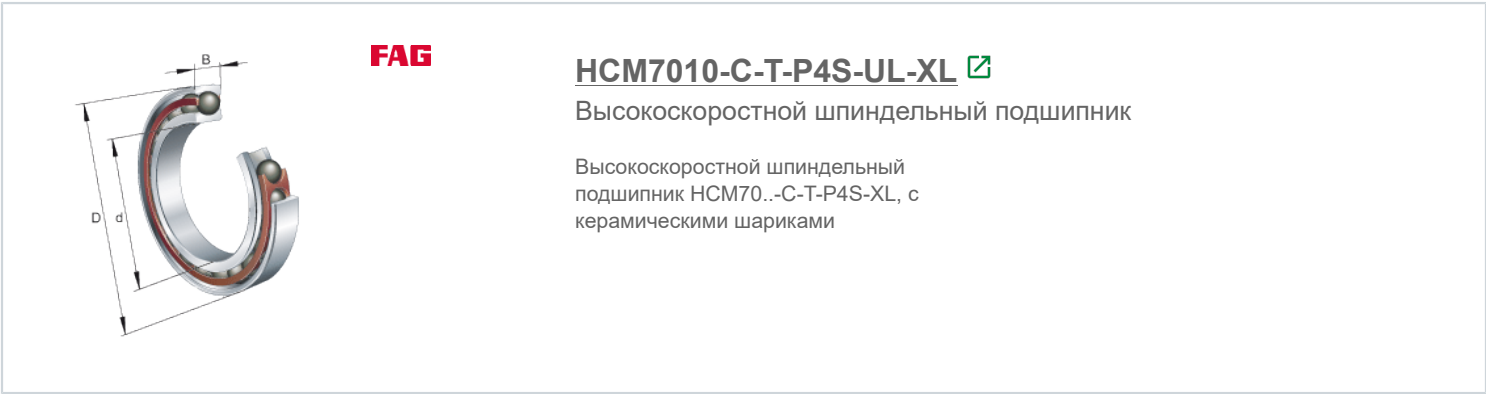 B
D
d
FAG
HCM7010-C-T-P4S-UL-XL
Высокоскоростной шпиндельный подшипник
Высокоскоростной шпиндельный
подшипник HCM70..-C-T-P4S-XL, с
керамическими шариками